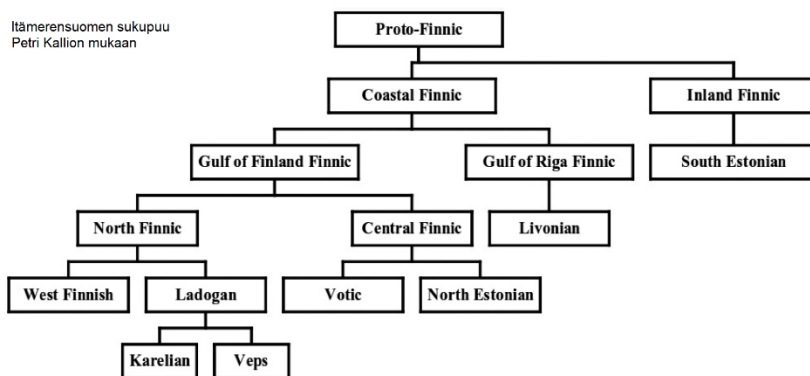 Itämerensuomen sukupuu
Petri Kallion mukaan
Proto-Finnic
Coastal Finnic
Inland Finnic
Gulf of Finland Finnic
Gulf of Riga Finnic
South Estonian
North Finnic
Central Finnic
Livonian
West Finnish
Ladogan
Votic
North Estonian
Karelian
Veps